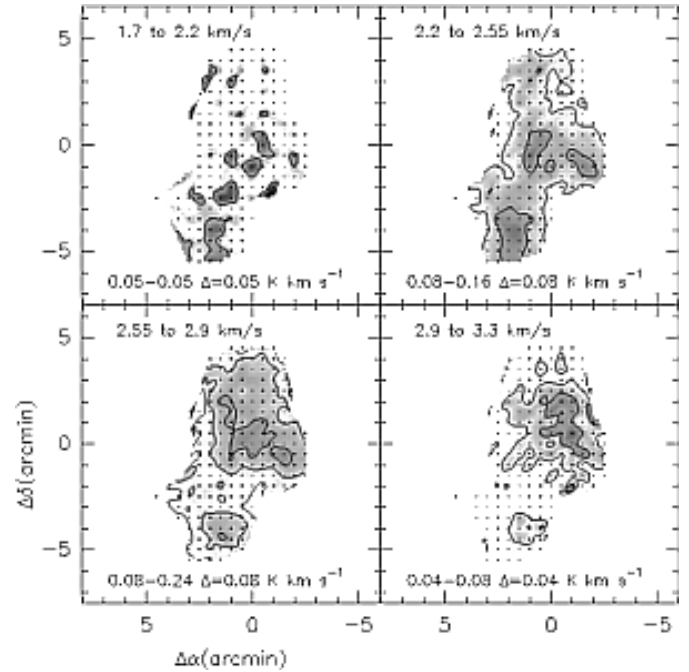 1.7 to 2.2 km/s
2.2 to 2.55 km/s
5
0
-5
0.05-0.05 Δ=0.05 K km s⁻¹
0.08-0.16 Δ=0.08 K km s⁻¹
2.55 to 2.9 km/s
2.9 to 3.3 km/s
5
0
-5
Δδ(arcmin)
0.08-0.24 Δ=0.08 K km s⁻¹
0.04-0.08 Δ=0.04 K km s⁻¹
5
0
-5
5
0
-5
Δα(arcmin)